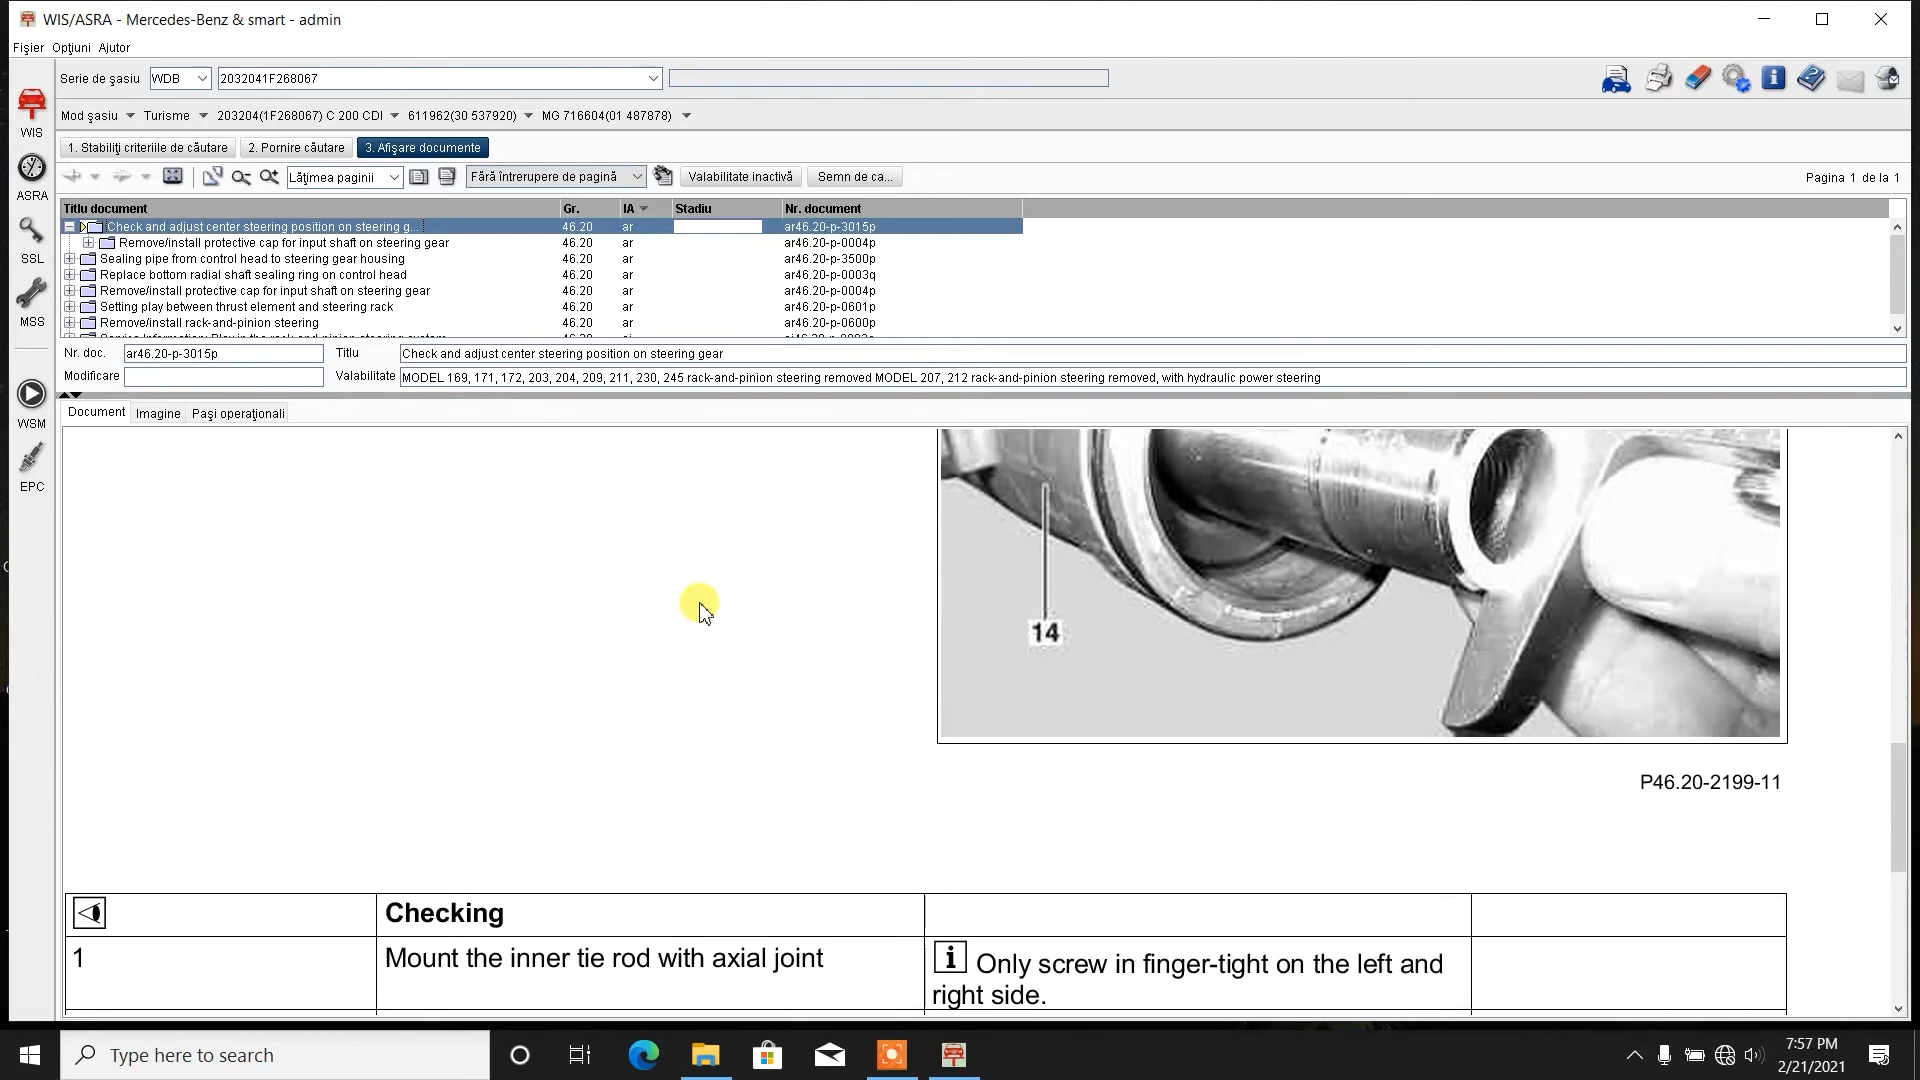 WIS/ASRA - Mercedes-Benz & smart - admin
Fișier Opțiuni Ajutor
Serie de șasiu WDB 2032041F268067
Mod șasiu Turisme 203204(1F268067) C 200 CDI 611962(30 537920) MG 716604(01 487878)
1. Stabiliți criteriile de căutare 2. Pornire căutare 3. Afișare documente
Lățimea paginii Fără întrerupere de pagină Valabilitate inactivă Semn de ca... Pagina 1 de la 1
Titlu document Gr. IA Stadiu Nr. document
Check and adjust center steering position on steering g... 46.20 ar ar46.20-p-3015p
Remove/install protective cap for input shaft on steering gear 46.20 ar ar46.20-p-0004p
Sealing pipe from control head to steering gear housing 46.20 ar ar46.20-p-3500p
Replace bottom radial shaft sealing ring on control head 46.20 ar ar46.20-p-0003q
Remove/install protective cap for input shaft on steering gear 46.20 ar ar46.20-p-0004p
Setting play between thrust element and steering rack 46.20 ar ar46.20-p-0601p
Remove/install rack-and-pinion steering 46.20 ar ar46.20-p-0600p
Nr. doc. ar46.20-p-3015p Titlu Check and adjust center steering position on steering gear
Modificare Valabilitate MODEL 169, 171, 172, 203, 204, 209, 211, 230, 245 rack-and-pinion steering removed MODEL 207, 212 rack-and-pinion steering removed, with hydraulic power steering
Document Imagine Pași operaționali
WIS
ASRA
SSL
MSS
WSM
EPC
14
P46.20-2199-11
Checking
1 Mount the inner tie rod with axial joint i Only screw in finger-tight on the left and
right side.
Type here to search
7:57 PM
2/21/2021